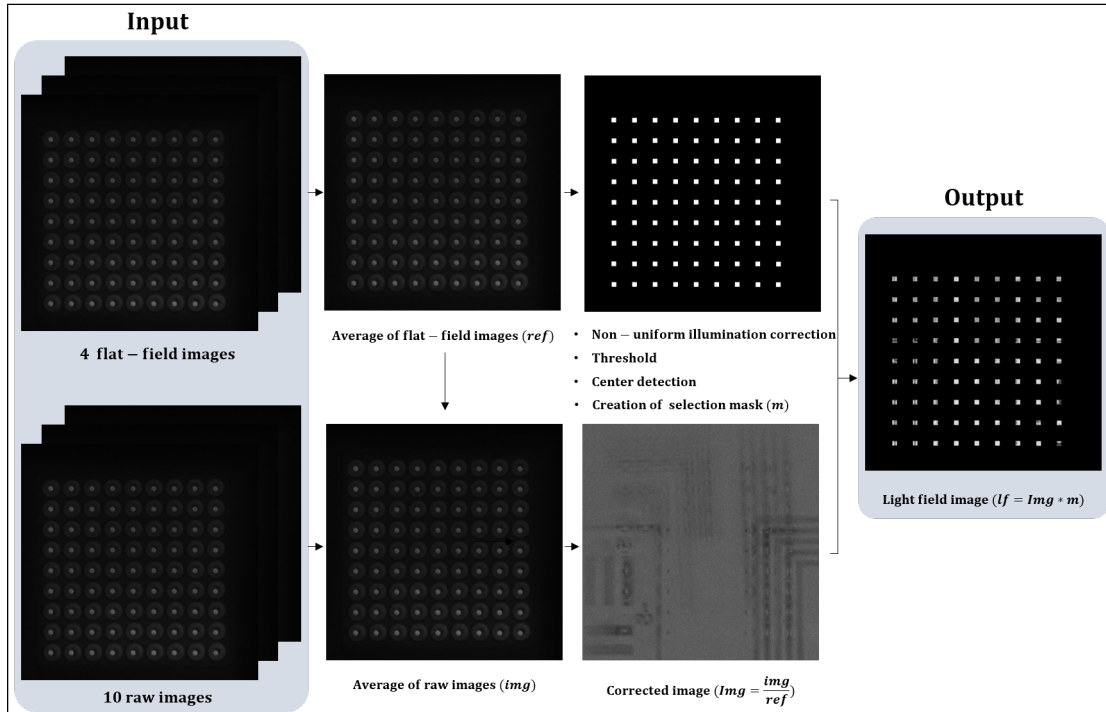 Input
4 flat – field images
Average of flat – field images (ref)
• Non – uniform illumination correction
• Threshold
• Center detection
• Creation of selection mask (m)
Output
Light field image (lf = Img * m)
10 raw images
Average of raw images (img)
Corrected image (Img = img/ref)